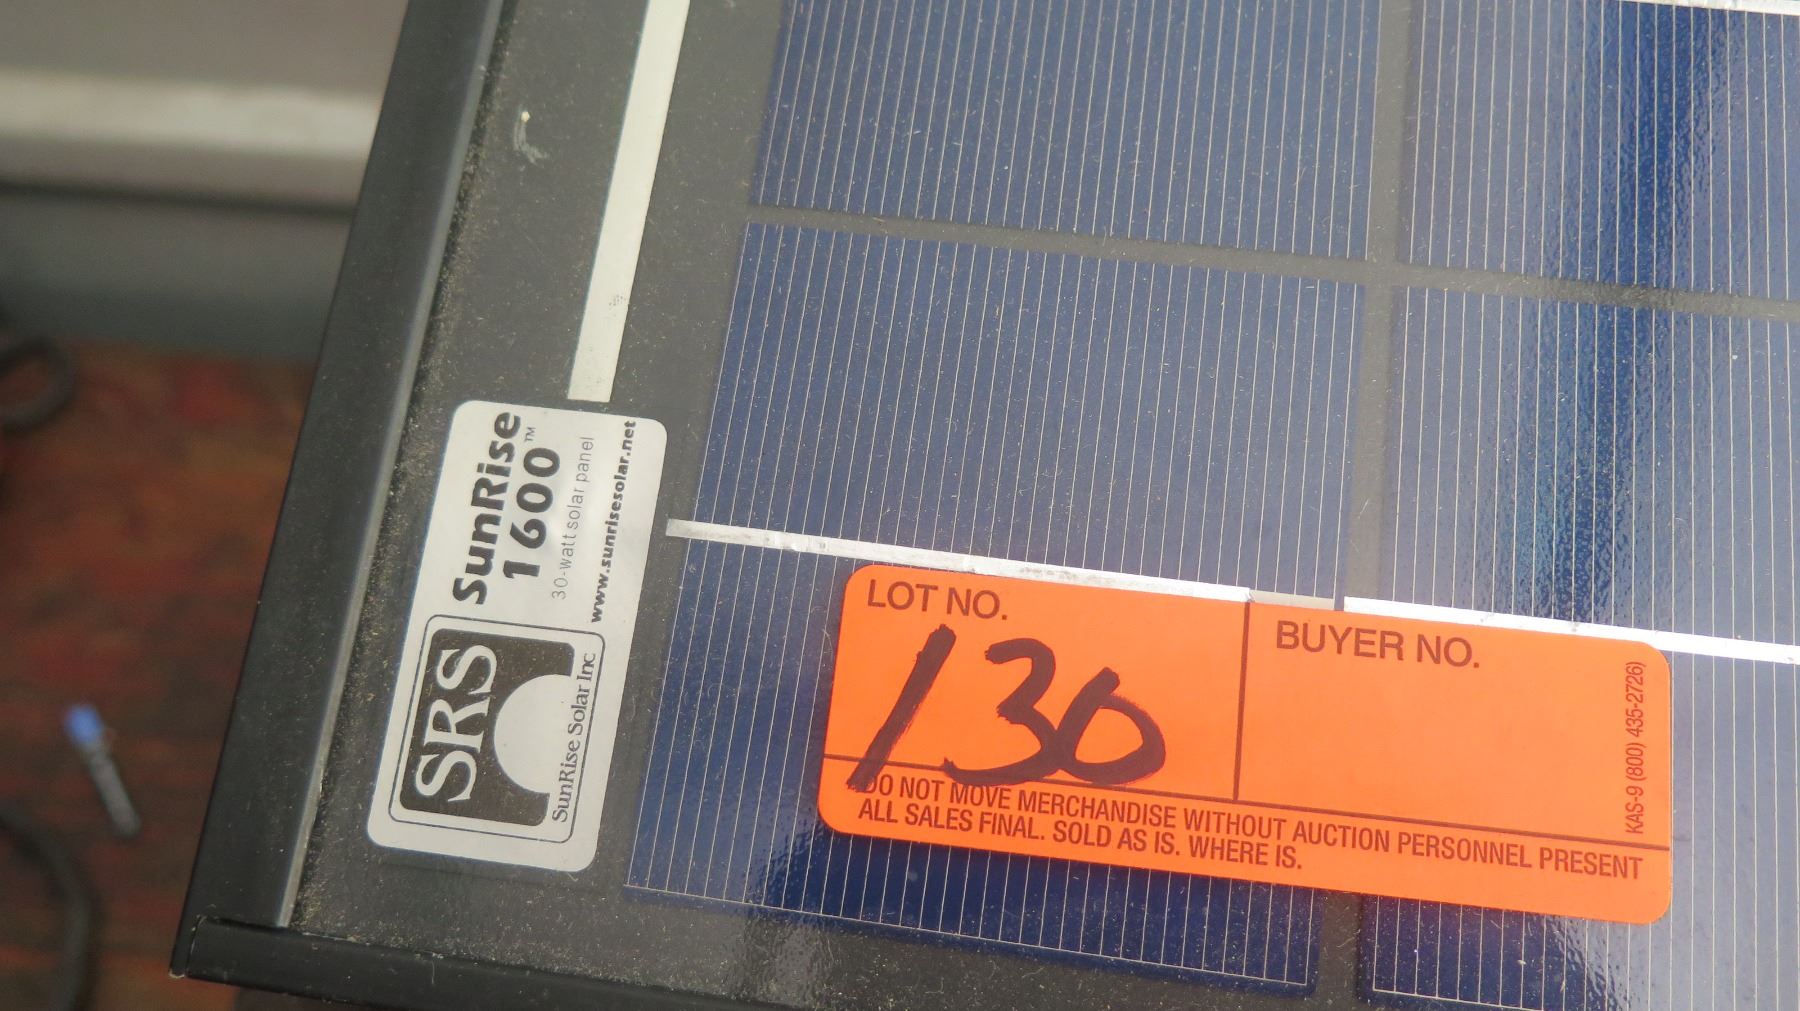 SunRise
1600™
30-watt solar panel
www.sunrisesolar.net
SRS
SunRise Solar Inc
LOT NO.
130
BUYER NO.
DO NOT MOVE MERCHANDISE WITHOUT AUCTION PERSONNEL PRESENT
ALL SALES FINAL. SOLD AS IS. WHERE IS.
KAS-9 (800) 435-2726)